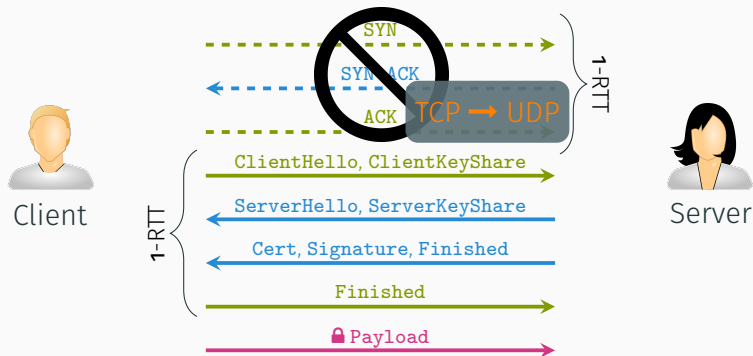 SYN
SYN ACK
ACK
TCP → UDP
1-RTT
ClientHello, ClientKeyShare
ServerHello, ServerKeyShare
Cert, Signature, Finished
Finished
1-RTT
Payload
Client
Server